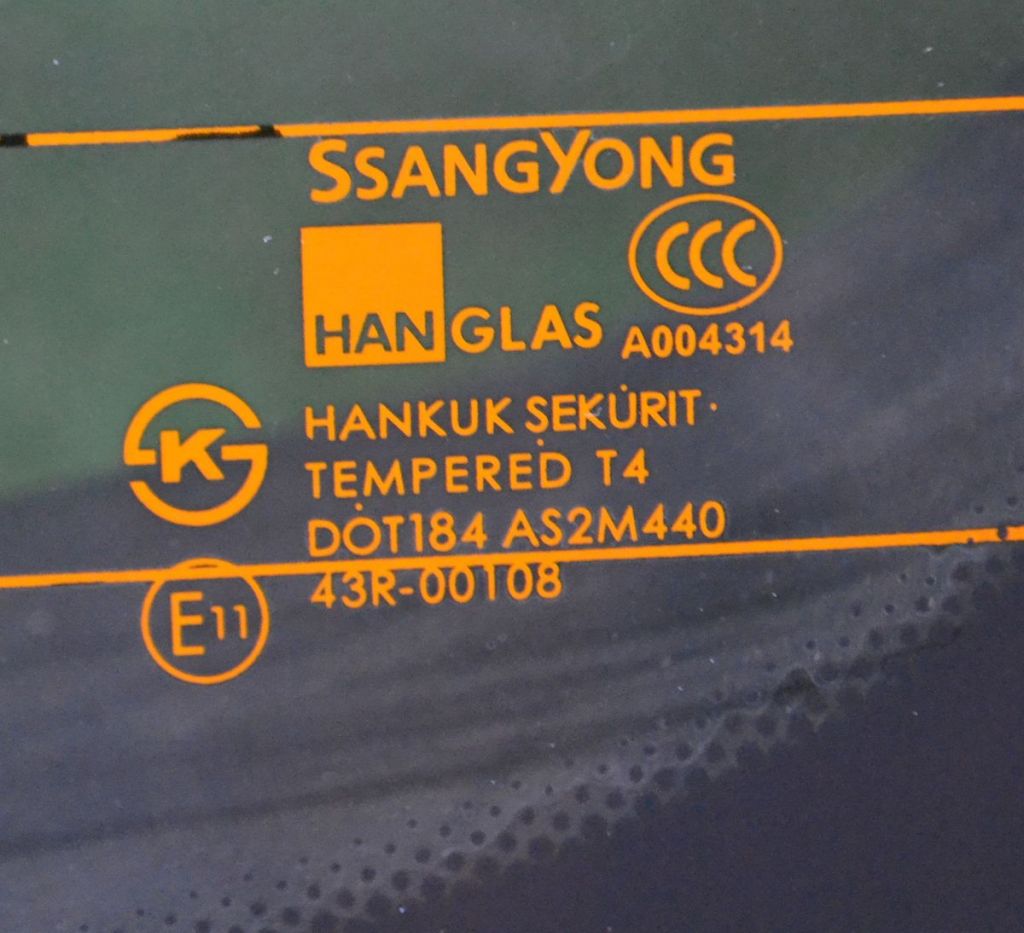 SSANGYONG
CCC
HANGLAS
A004314
HANKUK SEKURIT
K
TEMPERED T4
DOT184 AS2M440
E11
43R-00108